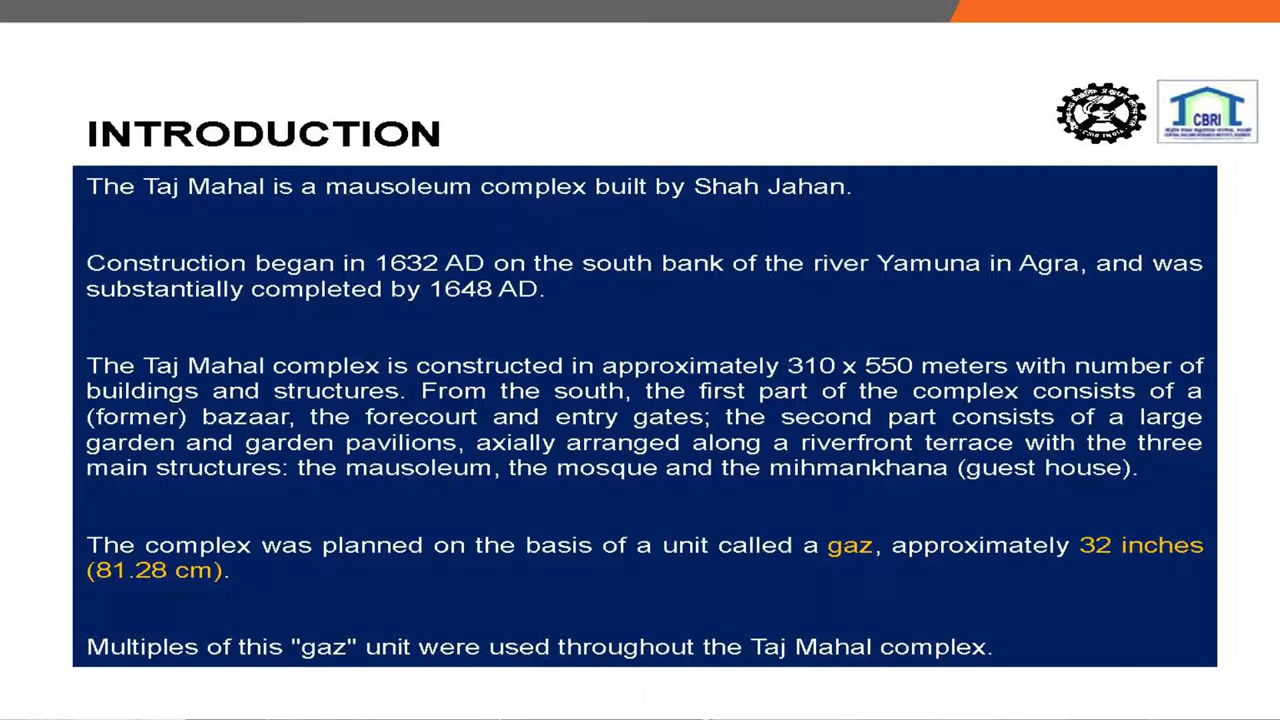 CBRI
INTRODUCTION
The Taj Mahal is a mausoleum complex built by Shah Jahan.
Construction began in 1632 AD on the south bank of the river Yamuna in Agra, and was
substantially completed by 1648 AD.
The Taj Mahal complex is constructed in approximately 310 x 550 meters with number of
buildings and structures. From the south, the first part of the complex consists of a
(former) bazaar, the forecourt and entry gates; the second part consists of a large
garden and garden pavilions, axially arranged along a riverfront terrace with the three
main structures: the mausoleum, the mosque and the mihmankhana (guest house).
The complex was planned on the basis of a unit called a gaz, approximately 32 inches
(81.28 cm).
Multiples of this "gaz" unit were used throughout the Taj Mahal complex.